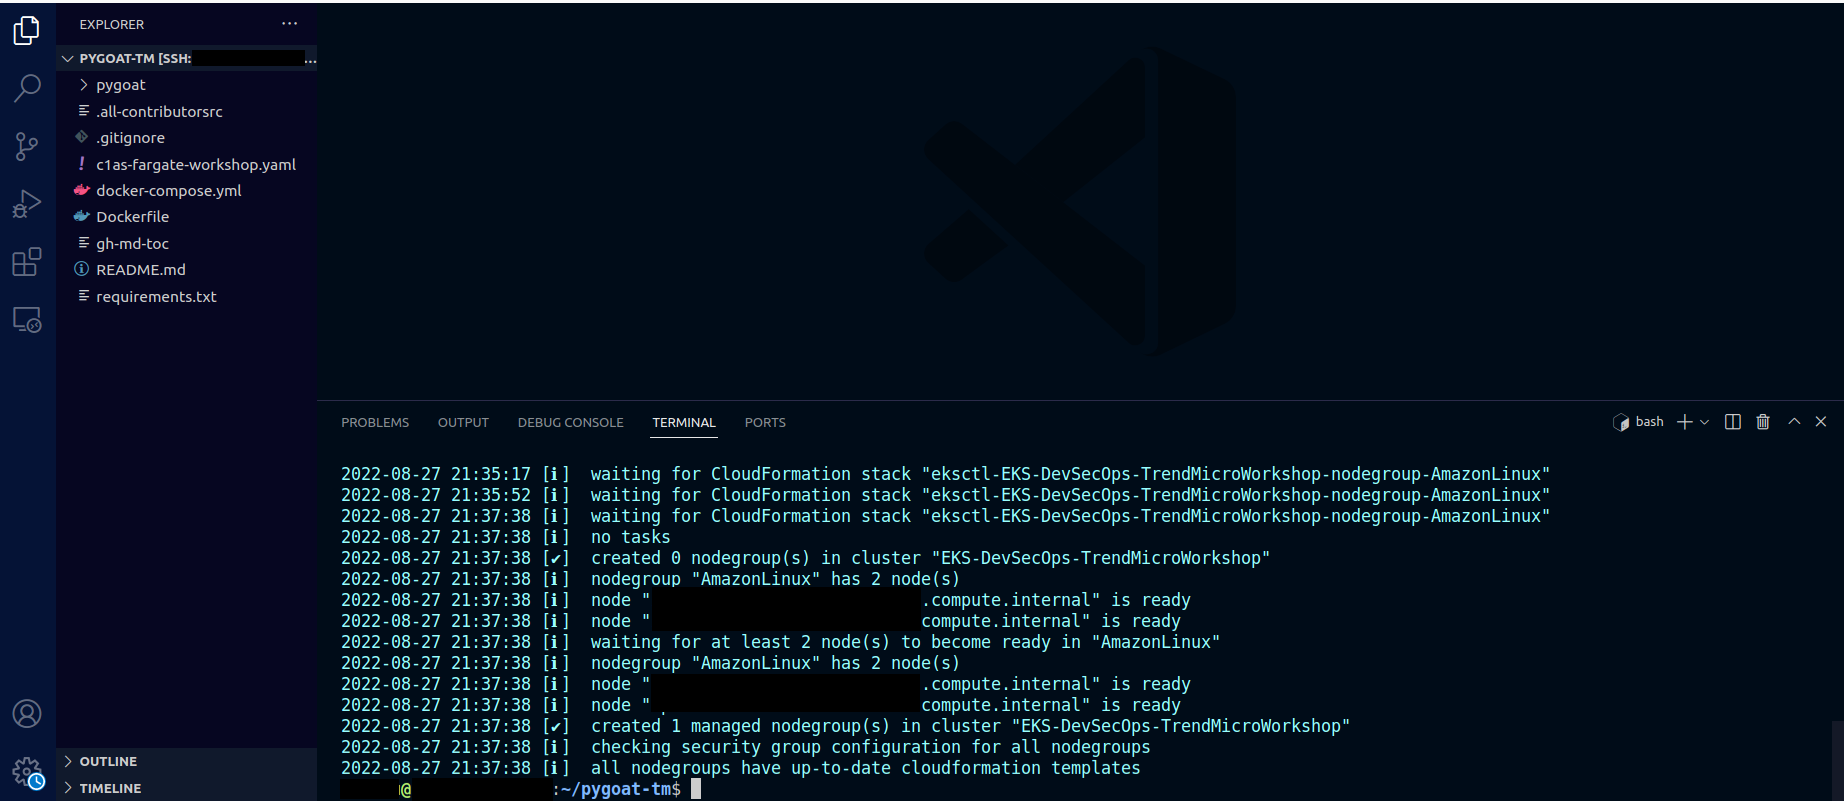 EXPLORER
PYGOAT-TM [SSH: ...
pygoat
.all-contributorsrc
.gitignore
c1as-fargate-workshop.yaml
docker-compose.yml
Dockerfile
gh-md-toc
README.md
requirements.txt
OUTLINE
TIMELINE
PROBLEMS OUTPUT DEBUG CONSOLE TERMINAL PORTS
bash
2022-08-27 21:35:17 [ℹ]  waiting for CloudFormation stack "eksctl-EKS-DevSecOps-TrendMicroWorkshop-nodegroup-AmazonLinux"
2022-08-27 21:35:52 [ℹ]  waiting for CloudFormation stack "eksctl-EKS-DevSecOps-TrendMicroWorkshop-nodegroup-AmazonLinux"
2022-08-27 21:37:38 [ℹ]  waiting for CloudFormation stack "eksctl-EKS-DevSecOps-TrendMicroWorkshop-nodegroup-AmazonLinux"
2022-08-27 21:37:38 [ℹ]  no tasks
2022-08-27 21:37:38 [✔]  created 0 nodegroup(s) in cluster "EKS-DevSecOps-TrendMicroWorkshop"
2022-08-27 21:37:38 [ℹ]  nodegroup "AmazonLinux" has 2 node(s)
2022-08-27 21:37:38 [ℹ]  node " .compute.internal" is ready
2022-08-27 21:37:38 [ℹ]  node " compute.internal" is ready
2022-08-27 21:37:38 [ℹ]  waiting for at least 2 node(s) to become ready in "AmazonLinux"
2022-08-27 21:37:38 [ℹ]  nodegroup "AmazonLinux" has 2 node(s)
2022-08-27 21:37:38 [ℹ]  node " .compute.internal" is ready
2022-08-27 21:37:38 [ℹ]  node " compute.internal" is ready
2022-08-27 21:37:38 [✔]  created 1 managed nodegroup(s) in cluster "EKS-DevSecOps-TrendMicroWorkshop"
2022-08-27 21:37:38 [ℹ]  checking security group configuration for all nodegroups
2022-08-27 21:37:38 [ℹ]  all nodegroups have up-to-date cloudformation templates
@ :~/pygoat-tm$